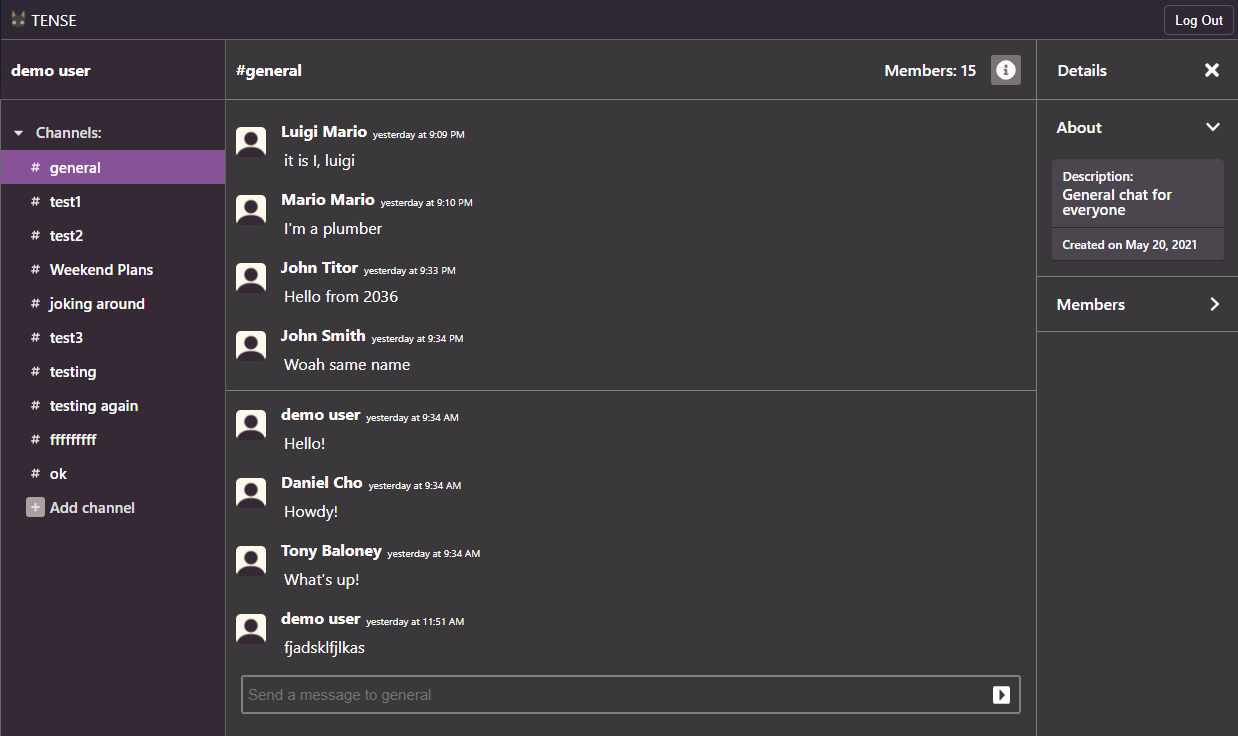 TENSE
Log Out
demo user
Channels:
# general
# test1
# test2
# Weekend Plans
# joking around
# test3
# testing
# testing again
# fffffffff
# ok
+ Add channel
#general
Members: 15
Luigi Mario yesterday at 9:09 PM
it is I, luigi
Mario Mario yesterday at 9:10 PM
I'm a plumber
John Titor yesterday at 9:33 PM
Hello from 2036
John Smith yesterday at 9:34 PM
Woah same name
demo user yesterday at 9:34 AM
Hello!
Daniel Cho yesterday at 9:34 AM
Howdy!
Tony Baloney yesterday at 9:34 AM
What's up!
demo user yesterday at 11:51 AM
fjadsklfjlkas
Send a message to general
Details
About
Description:
General chat for
everyone
Created on May 20, 2021
Members